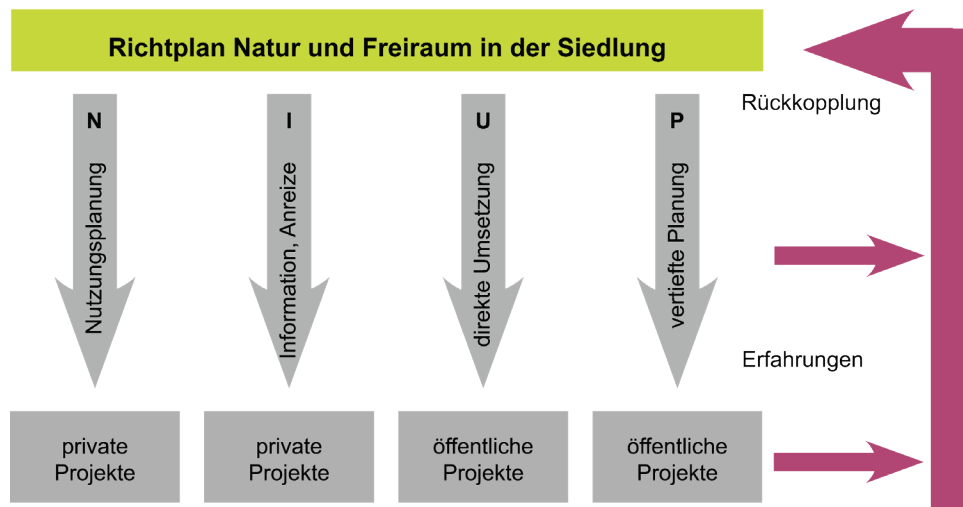 Richtplan Natur und Freiraum in der Siedlung
Rückkopplung
N
Nutzungsplanung
I
Information, Anreize
U
direkte Umsetzung
P
vertiefte Planung
Erfahrungen
private
Projekte
private
Projekte
öffentliche
Projekte
öffentliche
Projekte